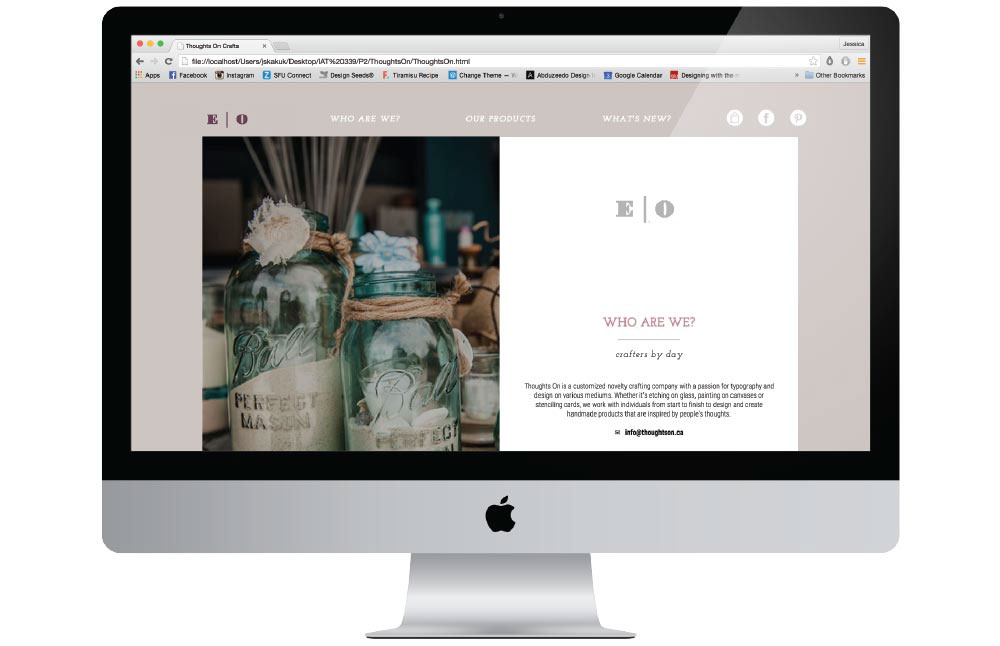 Thoughts On Crafts
Jessica
file://localhost/Users/jskakuk/Desktop/IAT%20339/P2/ThoughtsOn/ThoughtsOn.html
Apps Facebook Instagram SFU Connect Design Seeds® Tiramisu Recipe Change Theme — Abduzeedo Design Google Calendar Designing with the » Other Bookmarks
E | O WHO ARE WE? OUR PRODUCTS WHAT'S NEW?
E | O
Ball
PERFECT
MASON
Ball
PERFECT
WHO ARE WE?
crafters by day
Thoughts On is a customized novelty crafting company with a passion for typography and
design on various mediums. Whether it's etching on glass, painting on canvases or
stenciling cards, we work with individuals from start to finish to design and create
handmade products that are inspired by people's thoughts.
info@thoughtson.ca